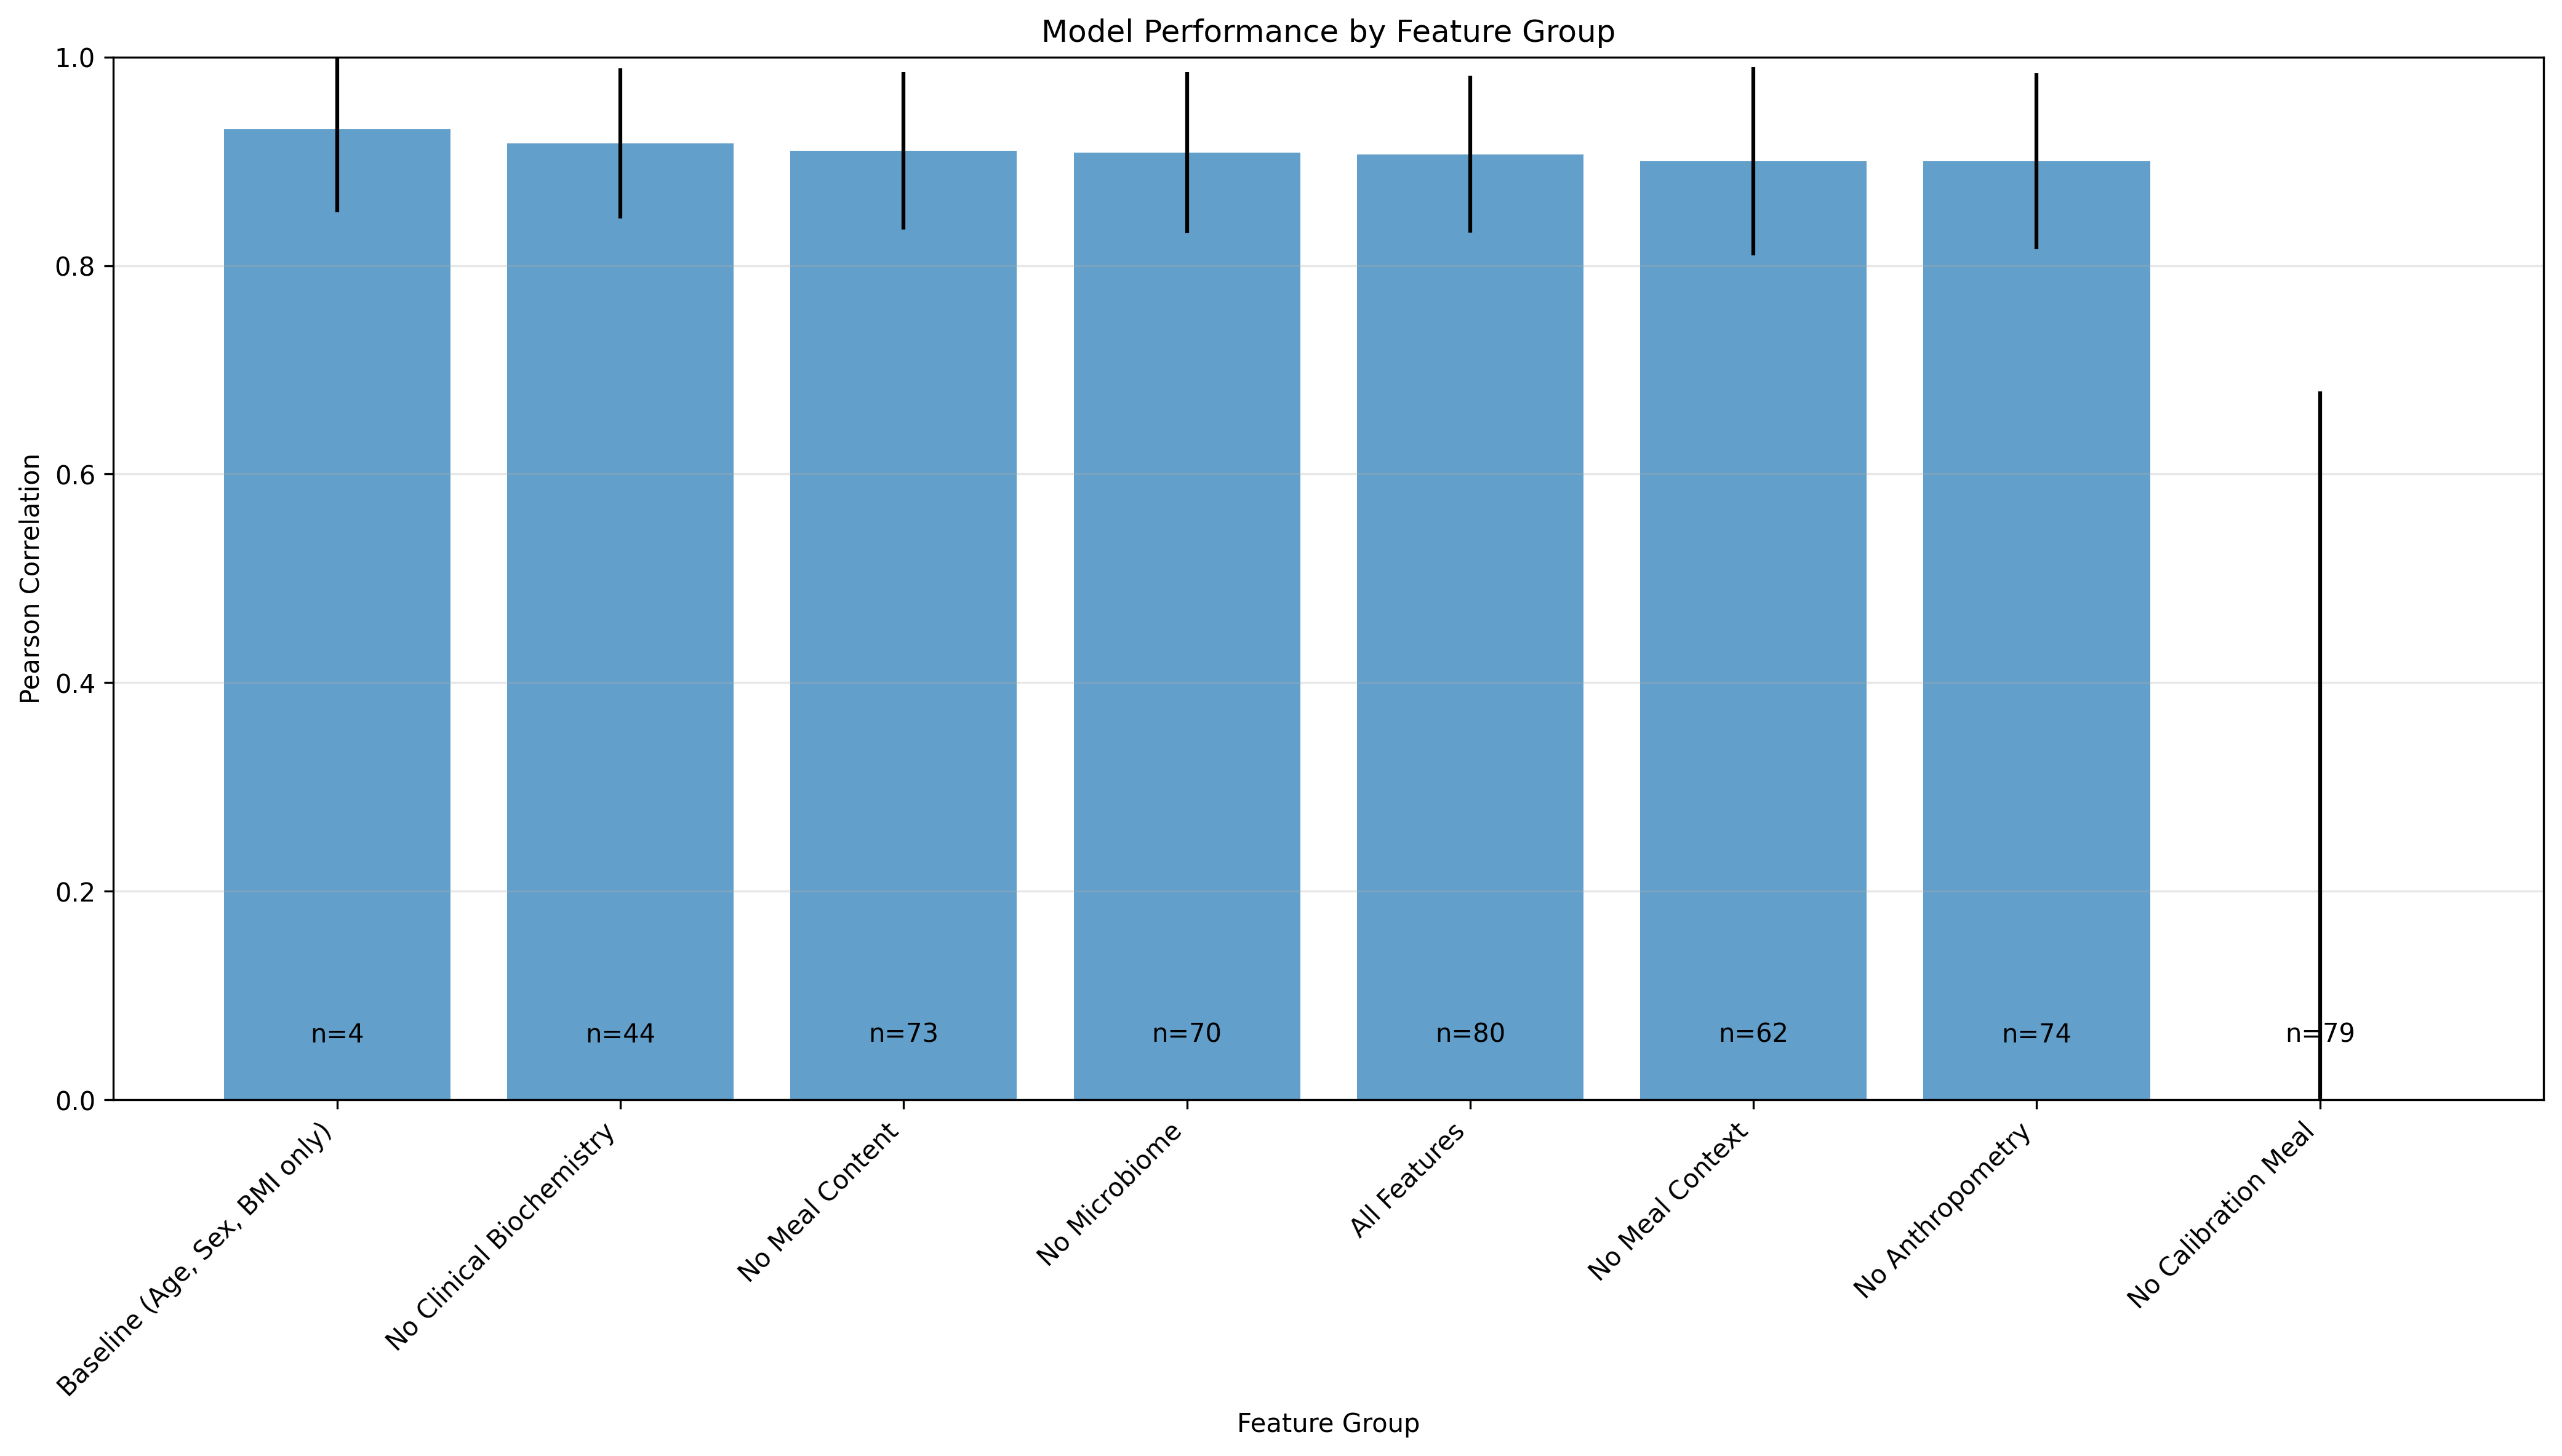 Model Performance by Feature Group
Pearson Correlation
1.0
0.8
0.6
0.4
0.2
0.0
n=4
n=44
n=73
n=70
n=80
n=62
n=74
n=79
Baseline (Age, Sex, BMI only)
No Clinical Biochemistry
No Meal Content
No Microbiome
All Features
No Meal Context
No Anthropometry
No Calibration Meal
Feature Group